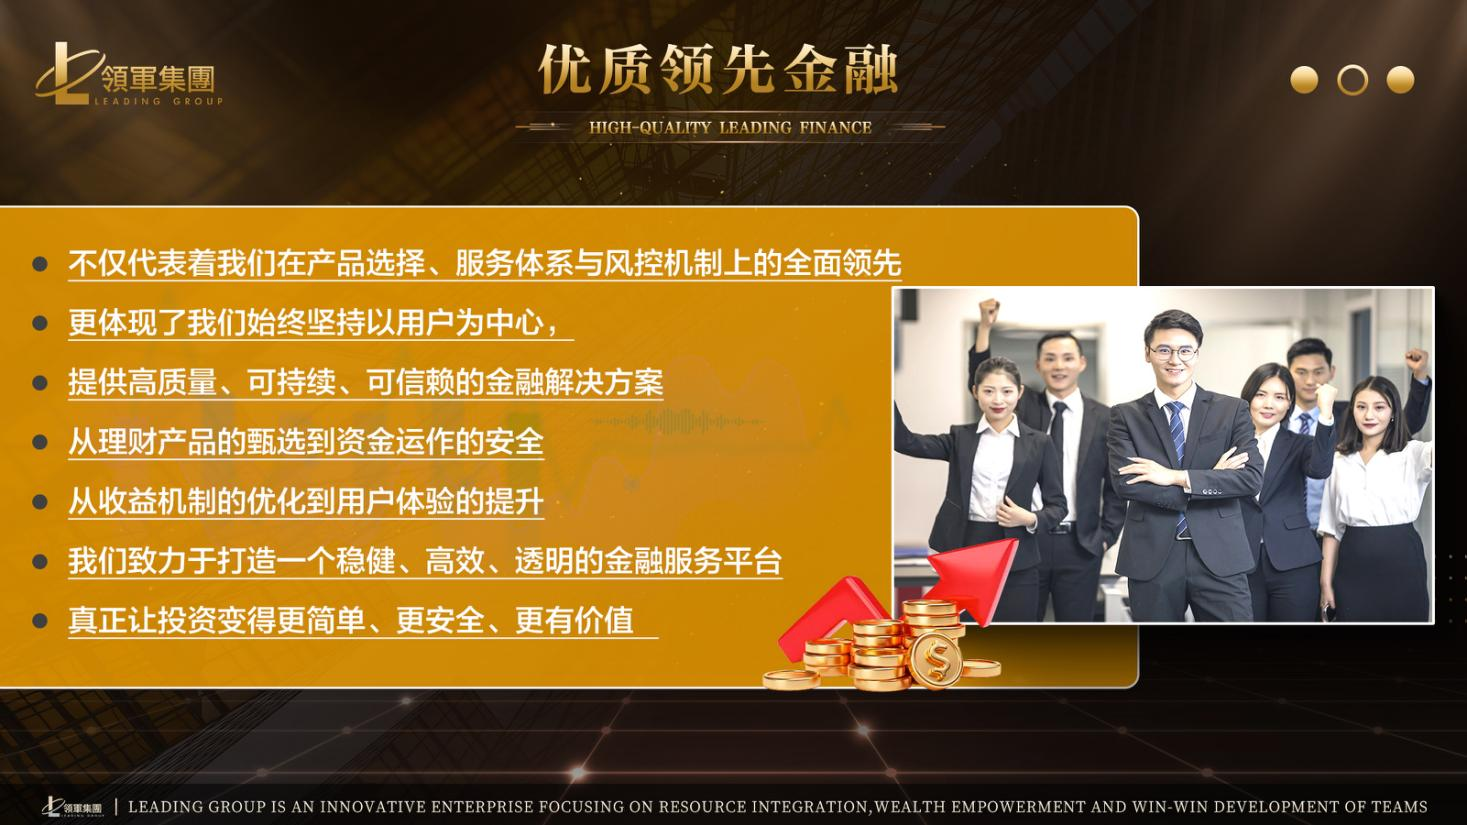 領軍集團
LEADING GROUP
优质领先金融
HIGH-QUALITY LEADING FINANCE
不仅代表着我们在产品选择、服务体系与风控机制上的全面领先
更体现了我们始终坚持以用户为中心，
提供高质量、可持续、可信赖的金融解决方案
从理财产品的甄选到资金运作的安全
从收益机制的优化到用户体验的提升
我们致力于打造一个稳健、高效、透明的金融服务平台
真正让投资变得更简单、更安全、更有价值
$
領軍集團
LEADING GROUP
LEADING GROUP IS AN INNOVATIVE ENTERPRISE FOCUSING ON RESOURCE INTEGRATION,WEALTH EMPOWERMENT AND WIN-WIN DEVELOPMENT OF TEAMS